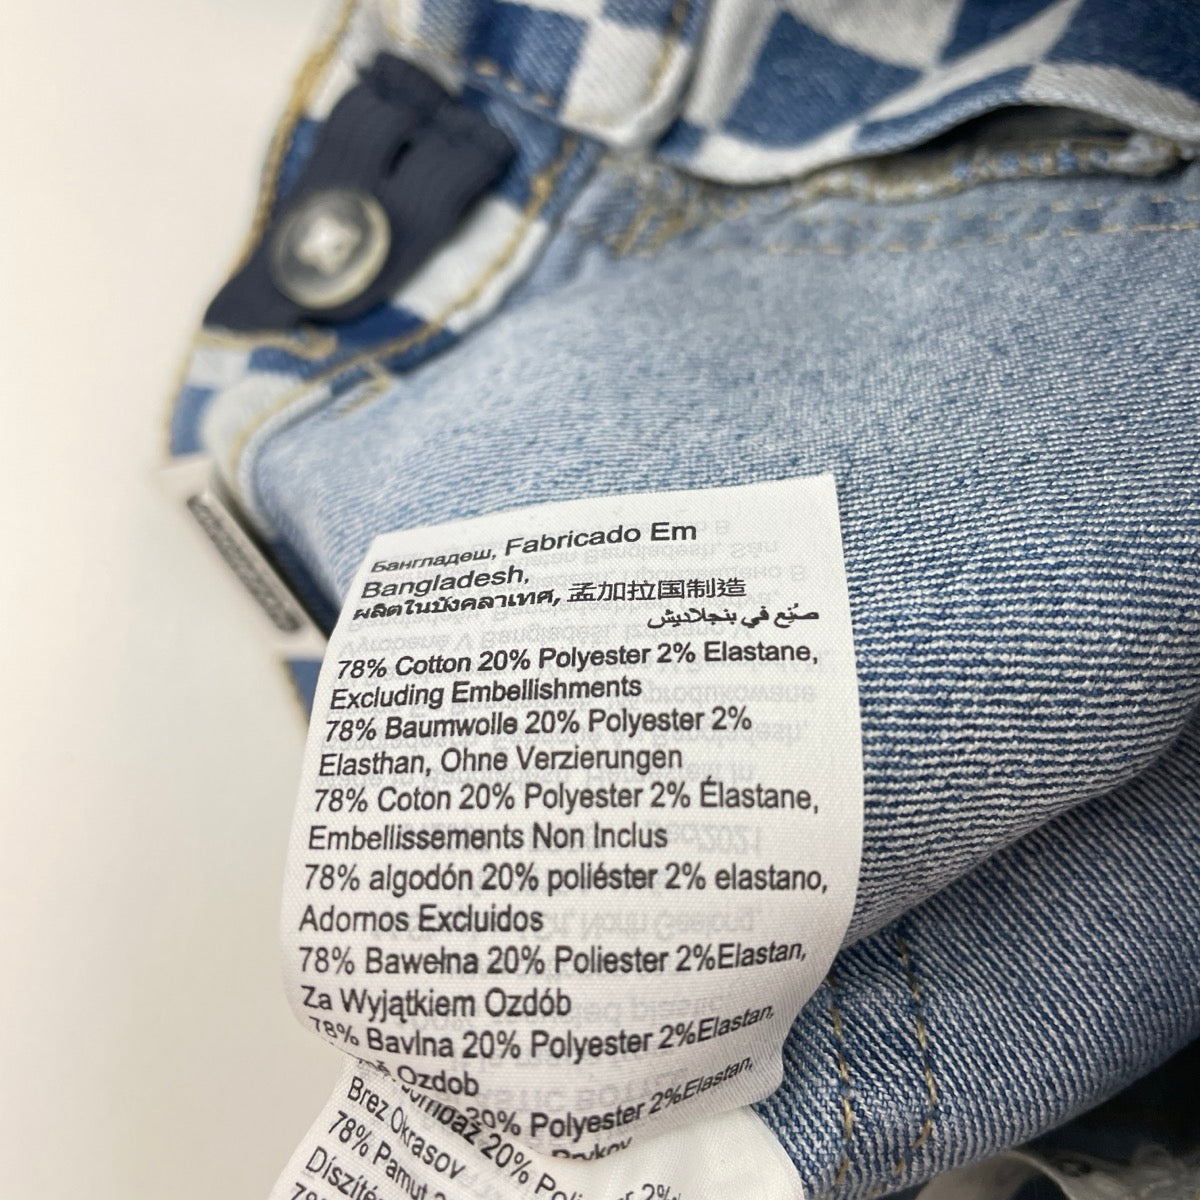 Бангладеш, Fabricado Em
Bangladesh,
ผลิตในบังคลาเทศ, 孟加拉国制造
صُنِع في بنجلاديش
78% Cotton 20% Polyester 2% Elastane,
Excluding Embellishments
78% Baumwolle 20% Polyester 2%
Elasthan, Ohne Verzierungen
78% Coton 20% Polyester 2% Élastane,
Embellissements Non Inclus
78% algodón 20% poliéster 2% elastano,
Adornos Excluidos
78% Bawełna 20% Poliester 2%Elastan,
Za Wyjątkiem Ozdób
78% Bavlna 20% Polyester 2%Elastan,
Ozdob
20% Polyester 2%Elastan,
Brez Okrasov
78% Pamut
20%